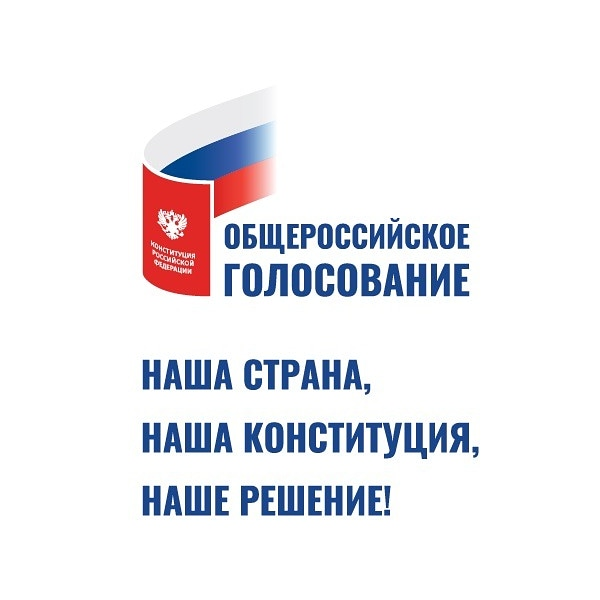 КОНСТИТУЦИЯ
РОССИЙСКОЙ
ФЕДЕРАЦИИ
ОБЩЕРОССИЙСКОЕ
ГОЛОСОВАНИЕ
НАША СТРАНА,
НАША КОНСТИТУЦИЯ,
НАШЕ РЕШЕНИЕ!